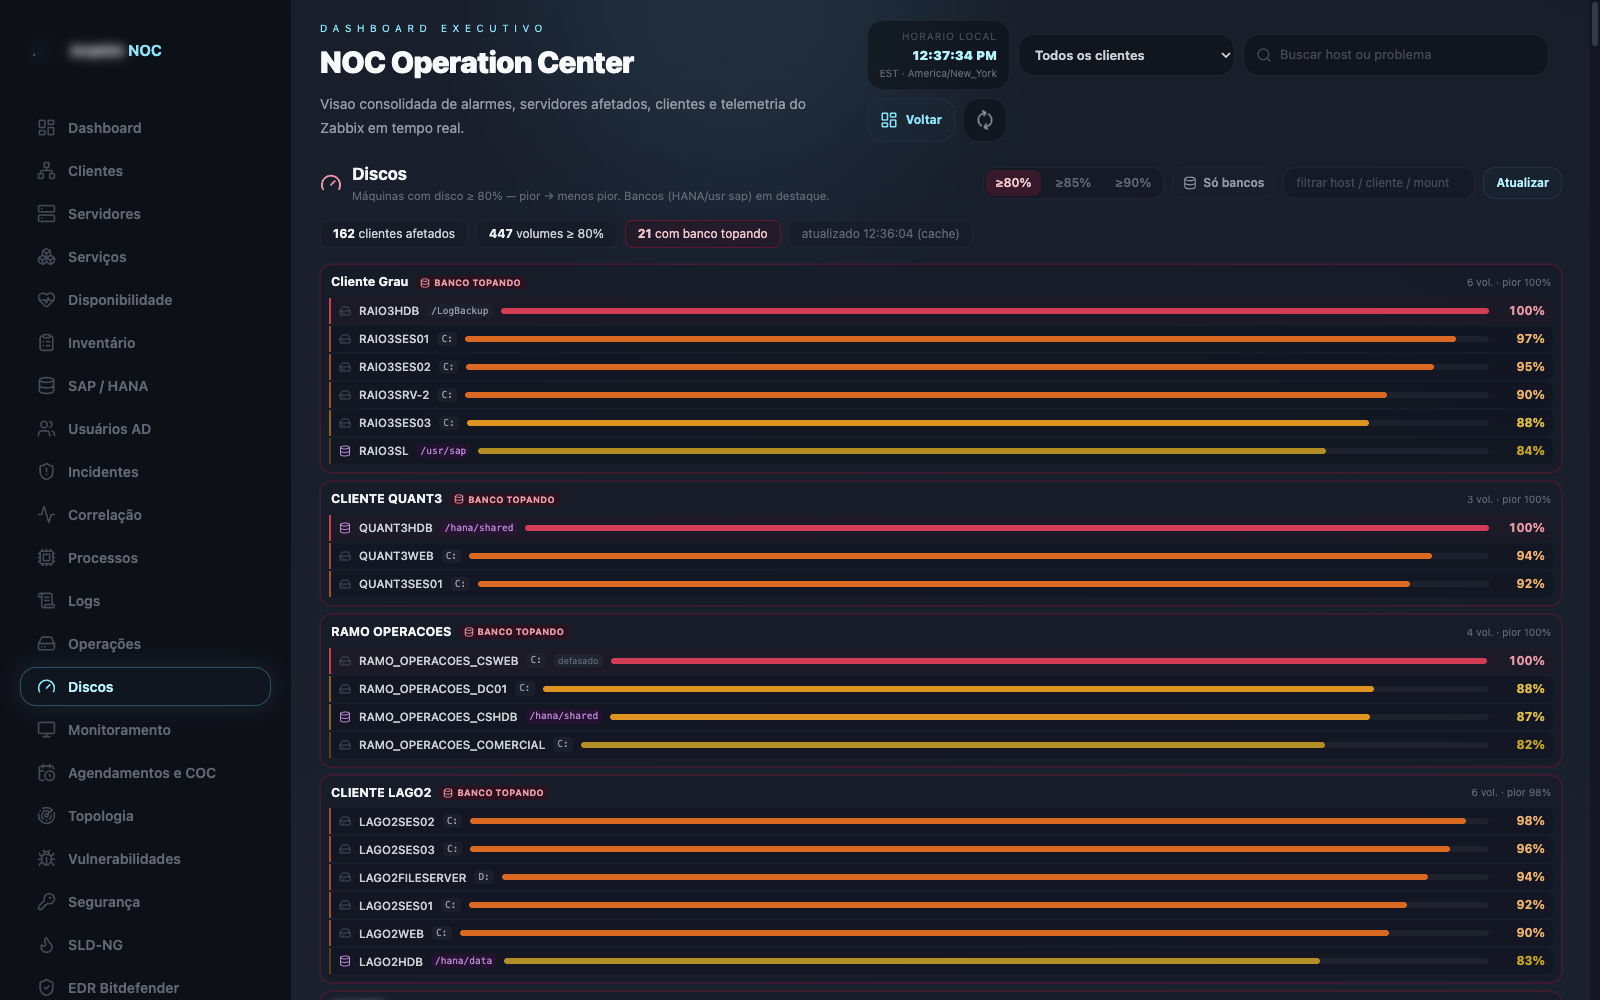 NOC
Dashboard
Clientes
Servidores
Serviços
Disponibilidade
Inventário
SAP / HANA
Usuários AD
Incidentes
Correlação
Processos
Logs
Operações
Discos
Monitoramento
Agendamentos e COC
Topologia
Vulnerabilidades
Segurança
SLD-NG
EDR Bitdefender
DASHBOARD EXECUTIVO
NOC Operation Center
Visao consolidada de alarmes, servidores afetados, clientes e telemetria do
Zabbix em tempo real.
HORARIO LOCAL
12:37:34 PM
EST · America/New_York
Todos os clientes
Buscar host ou problema
Voltar
Discos
Máquinas com disco ≥ 80% — pior → menos pior. Bancos (HANA/usr sap) em destaque.
≥80% ≥85% ≥90%
Só bancos
filtrar host / cliente / mount
Atualizar
162 clientes afetados
447 volumes ≥ 80%
21 com banco topando
atualizado 12:36:04 (cache)
Cliente Grau BANCO TOPANDO 6 vol. · pior 100%
RAIO3HDB /LogBackup 100%
RAIO3SES01 C: 97%
RAIO3SES02 C: 95%
RAIO3SRV-2 C: 90%
RAIO3SES03 C: 88%
RAIO3SL /usr/sap 84%
CLIENTE QUANT3 BANCO TOPANDO 3 vol. · pior 100%
QUANT3HDB /hana/shared 100%
QUANT3WEB C: 94%
QUANT3SES01 C: 92%
RAMO OPERACOES BANCO TOPANDO 4 vol. · pior 100%
RAMO_OPERACOES_CSWEB C: defasado 100%
RAMO_OPERACOES_DC01 C: 88%
RAMO_OPERACOES_CSHDB /hana/shared 87%
RAMO_OPERACOES_COMERCIAL C: 82%
CLIENTE LAGO2 BANCO TOPANDO 6 vol. · pior 98%
LAGO2SES02 C: 98%
LAGO2SES03 C: 96%
LAGO2FILESERVER D: 94%
LAGO2SES01 C: 92%
LAGO2WEB C: 90%
LAGO2HDB /hana/data 83%